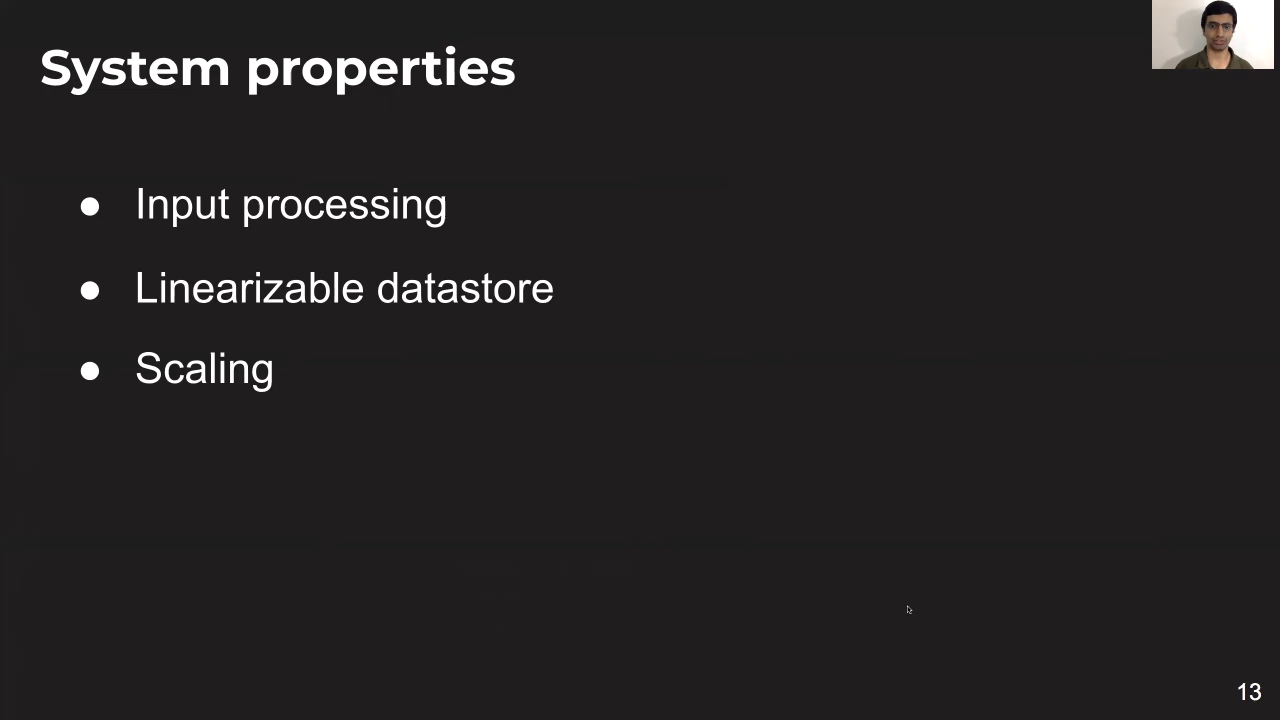 System properties
● Input processing
● Linearizable datastore
● Scaling
13